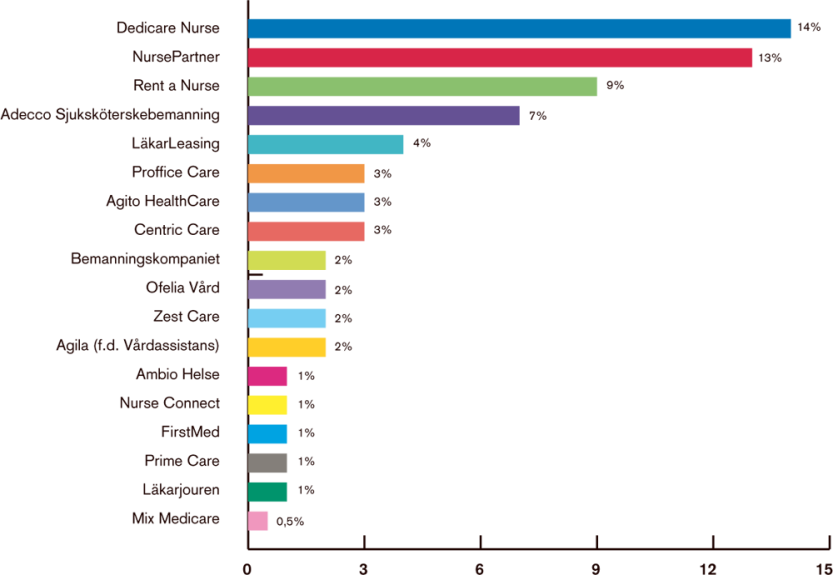 Dedicare Nurse 14%
NursePartner 13%
Rent a Nurse 9%
Adecco Sjuksköterskebemanning 7%
LäkarLeasing 4%
Proffice Care 3%
Agito HealthCare 3%
Centric Care 3%
Bemanningskompaniet 2%
Ofelia Vård 2%
Zest Care 2%
Agila (f.d. Vårdassistans) 2%
Ambio Helse 1%
Nurse Connect 1%
FirstMed 1%
Prime Care 1%
Läkarjouren 1%
Mix Medicare 0,5%
0 3 6 9 12 15